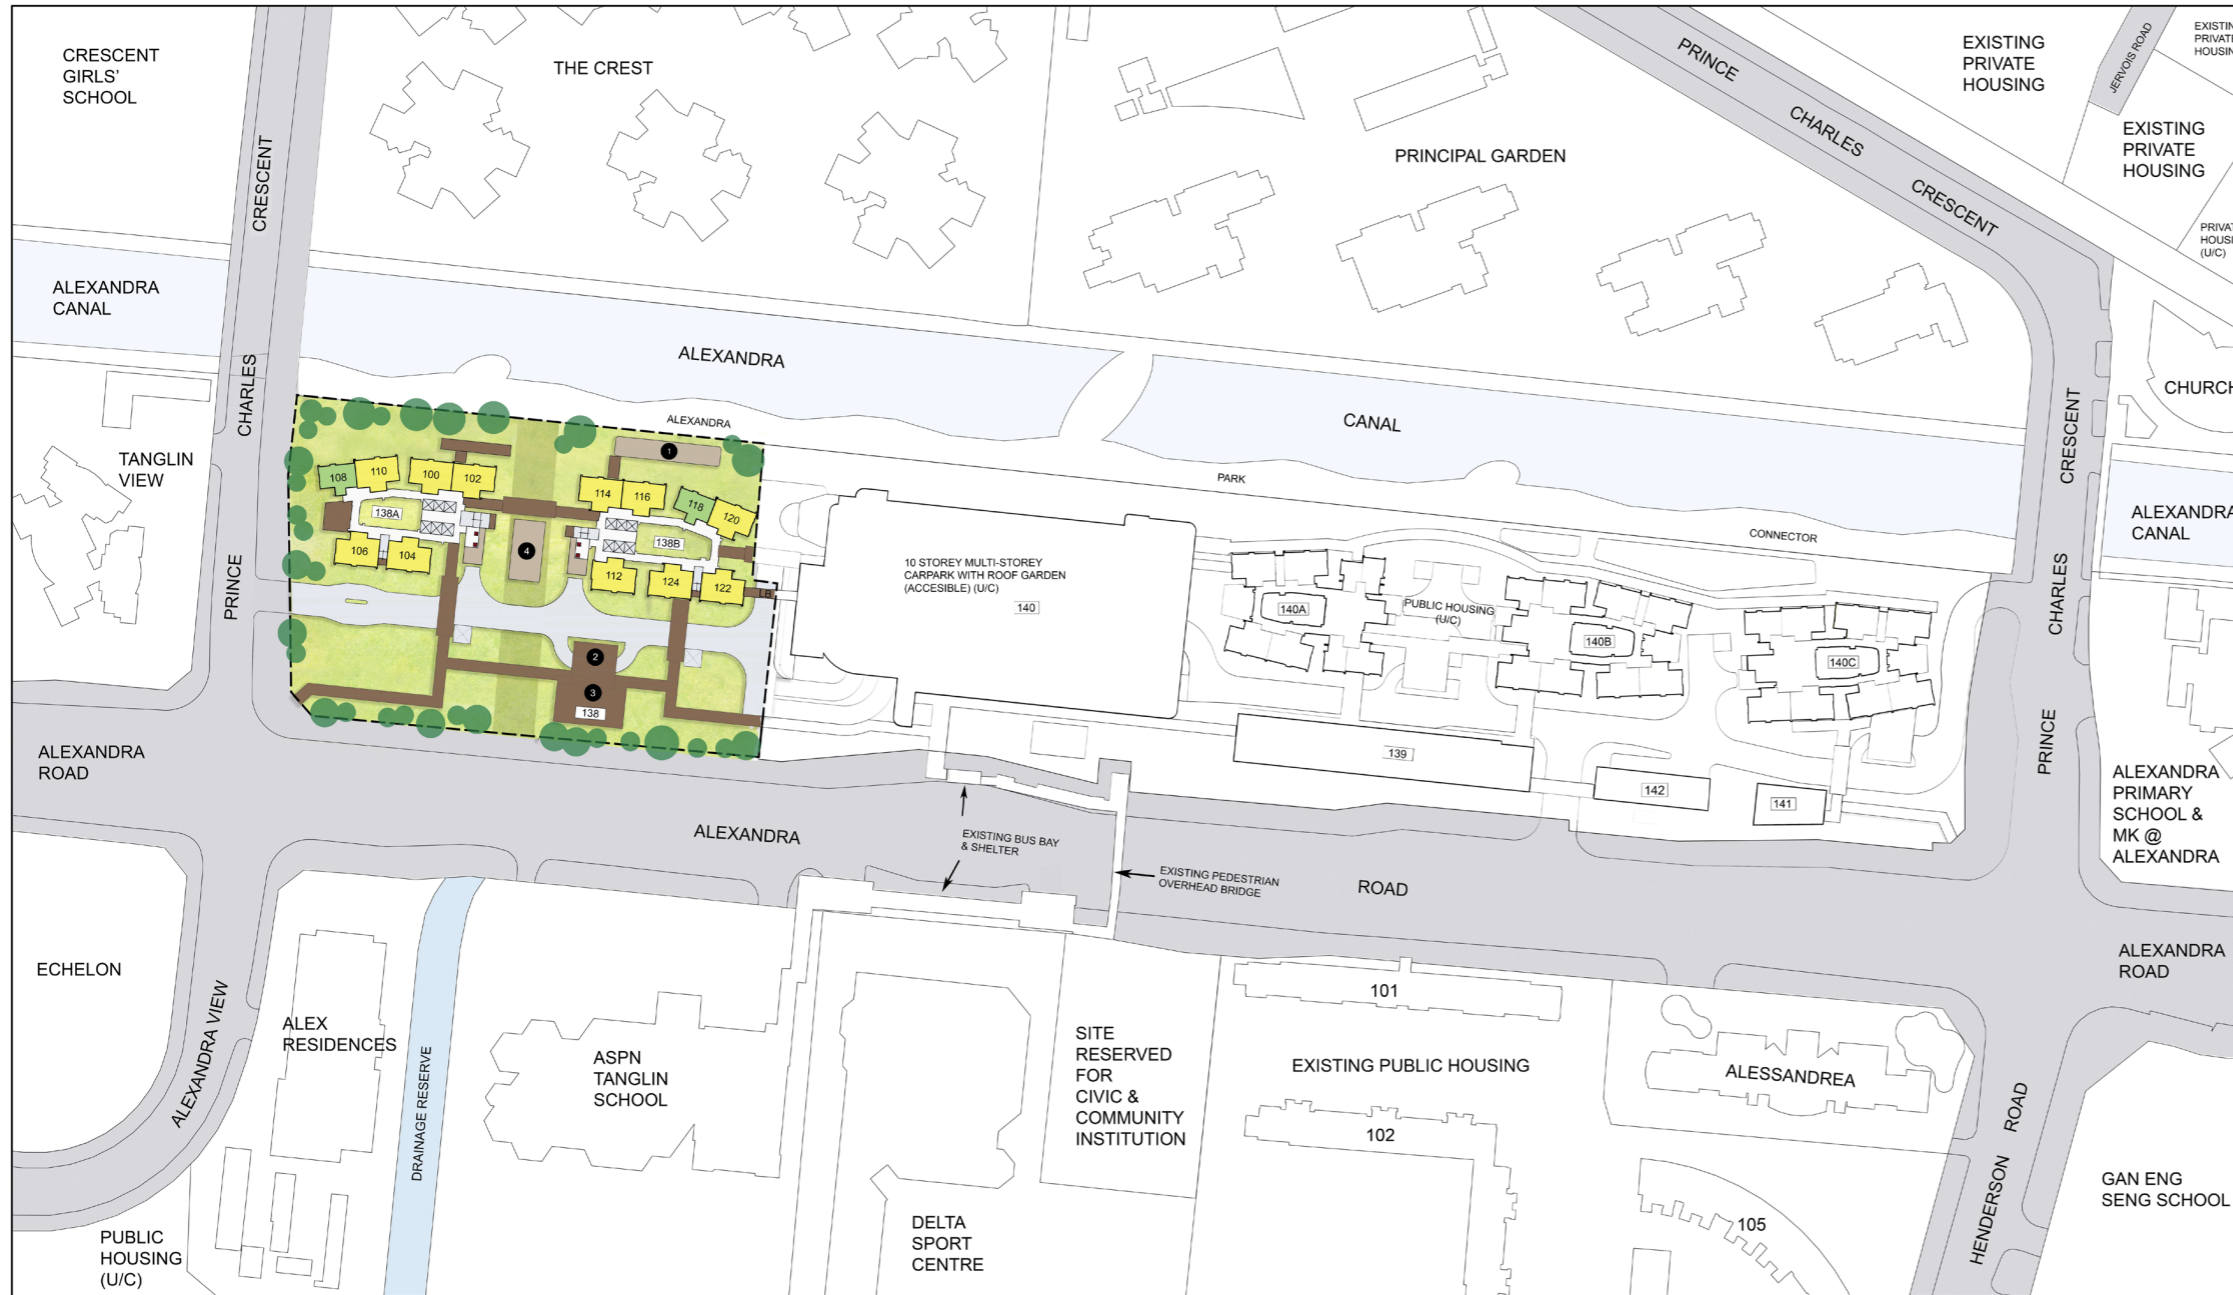 CRESCENT
GIRLS'
SCHOOL
CRESCENT
THE CREST
PRINCIPAL GARDEN
PRINCE
CHARLES
CRESCENT
EXISTING
PRIVATE
HOUSING
JERVOIS ROAD
EXISTING
PRIVATE
HOUSING
ALEXANDRA
CANAL
ALEXANDRA
CANAL
CHURCH
CHARLES
ALEXANDRA
PARK
CONNECTOR
TANGLIN
VIEW
PRINCE
108
110
100
102
138A
106
104
114
116
118
120
138B
112
124
122
LB
1
4
2
3
138
10 STOREY MULTI-STOREY
CARPARK WITH ROOF GARDEN
(ACCESIBLE) (U/C)
140
140A
PUBLIC HOUSING
(U/C)
140B
140C
139
142
141
CRESCENT
CHARLES
PRINCE
ALEXANDRA
CANAL
ALEXANDRA
PRIMARY
SCHOOL &
MK @
ALEXANDRA
ALEXANDRA
ROAD
ALEXANDRA
EXISTING BUS BAY
& SHELTER
EXISTING PEDESTRIAN
OVERHEAD BRIDGE
ROAD
ALEXANDRA
ROAD
ECHELON
ALEXANDRA VIEW
ALEX
RESIDENCES
DRAINAGE RESERVE
ASPN
TANGLIN
SCHOOL
SITE
RESERVED
FOR
CIVIC &
COMMUNITY
INSTITUTION
101
EXISTING PUBLIC HOUSING
102
ALESSANDREA
105
HENDERSON ROAD
GAN ENG
SENG SCHOOL
DELTA
SPORT
CENTRE
PUBLIC
HOUSING
(U/C)